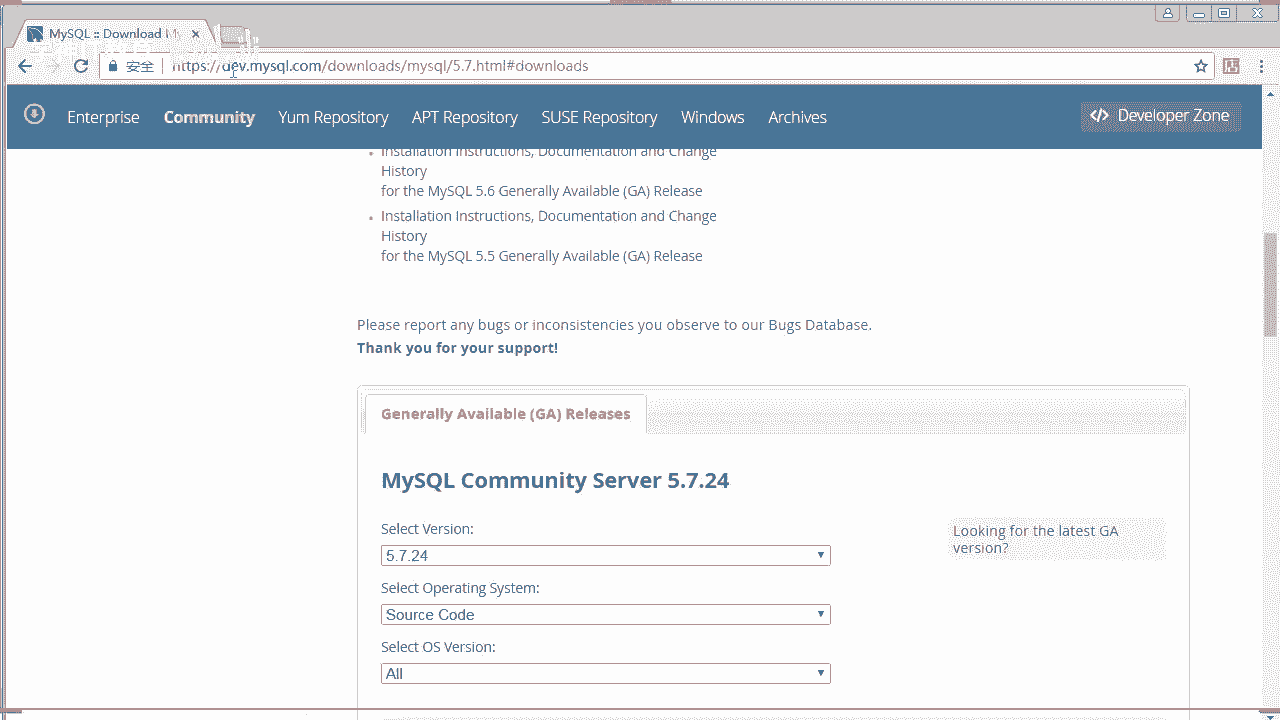 MySQL :: Download M
安全
https://dev.mysql.com/downloads/mysql/5.7.html#downloads
Enterprise Community Yum Repository APT Repository SUSE Repository Windows Archives </> Developer Zone
Installation Instructions, Documentation and Change
History
for the MySQL 5.6 Generally Available (GA) Release
Installation Instructions, Documentation and Change
History
for the MySQL 5.5 Generally Available (GA) Release
Please report any bugs or inconsistencies you observe to our Bugs Database.
Thank you for your support!
Generally Available (GA) Releases
MySQL Community Server 5.7.24
Select Version:
5.7.24
Looking for the latest GA
version?
Select Operating System:
Source Code
Select OS Version:
All